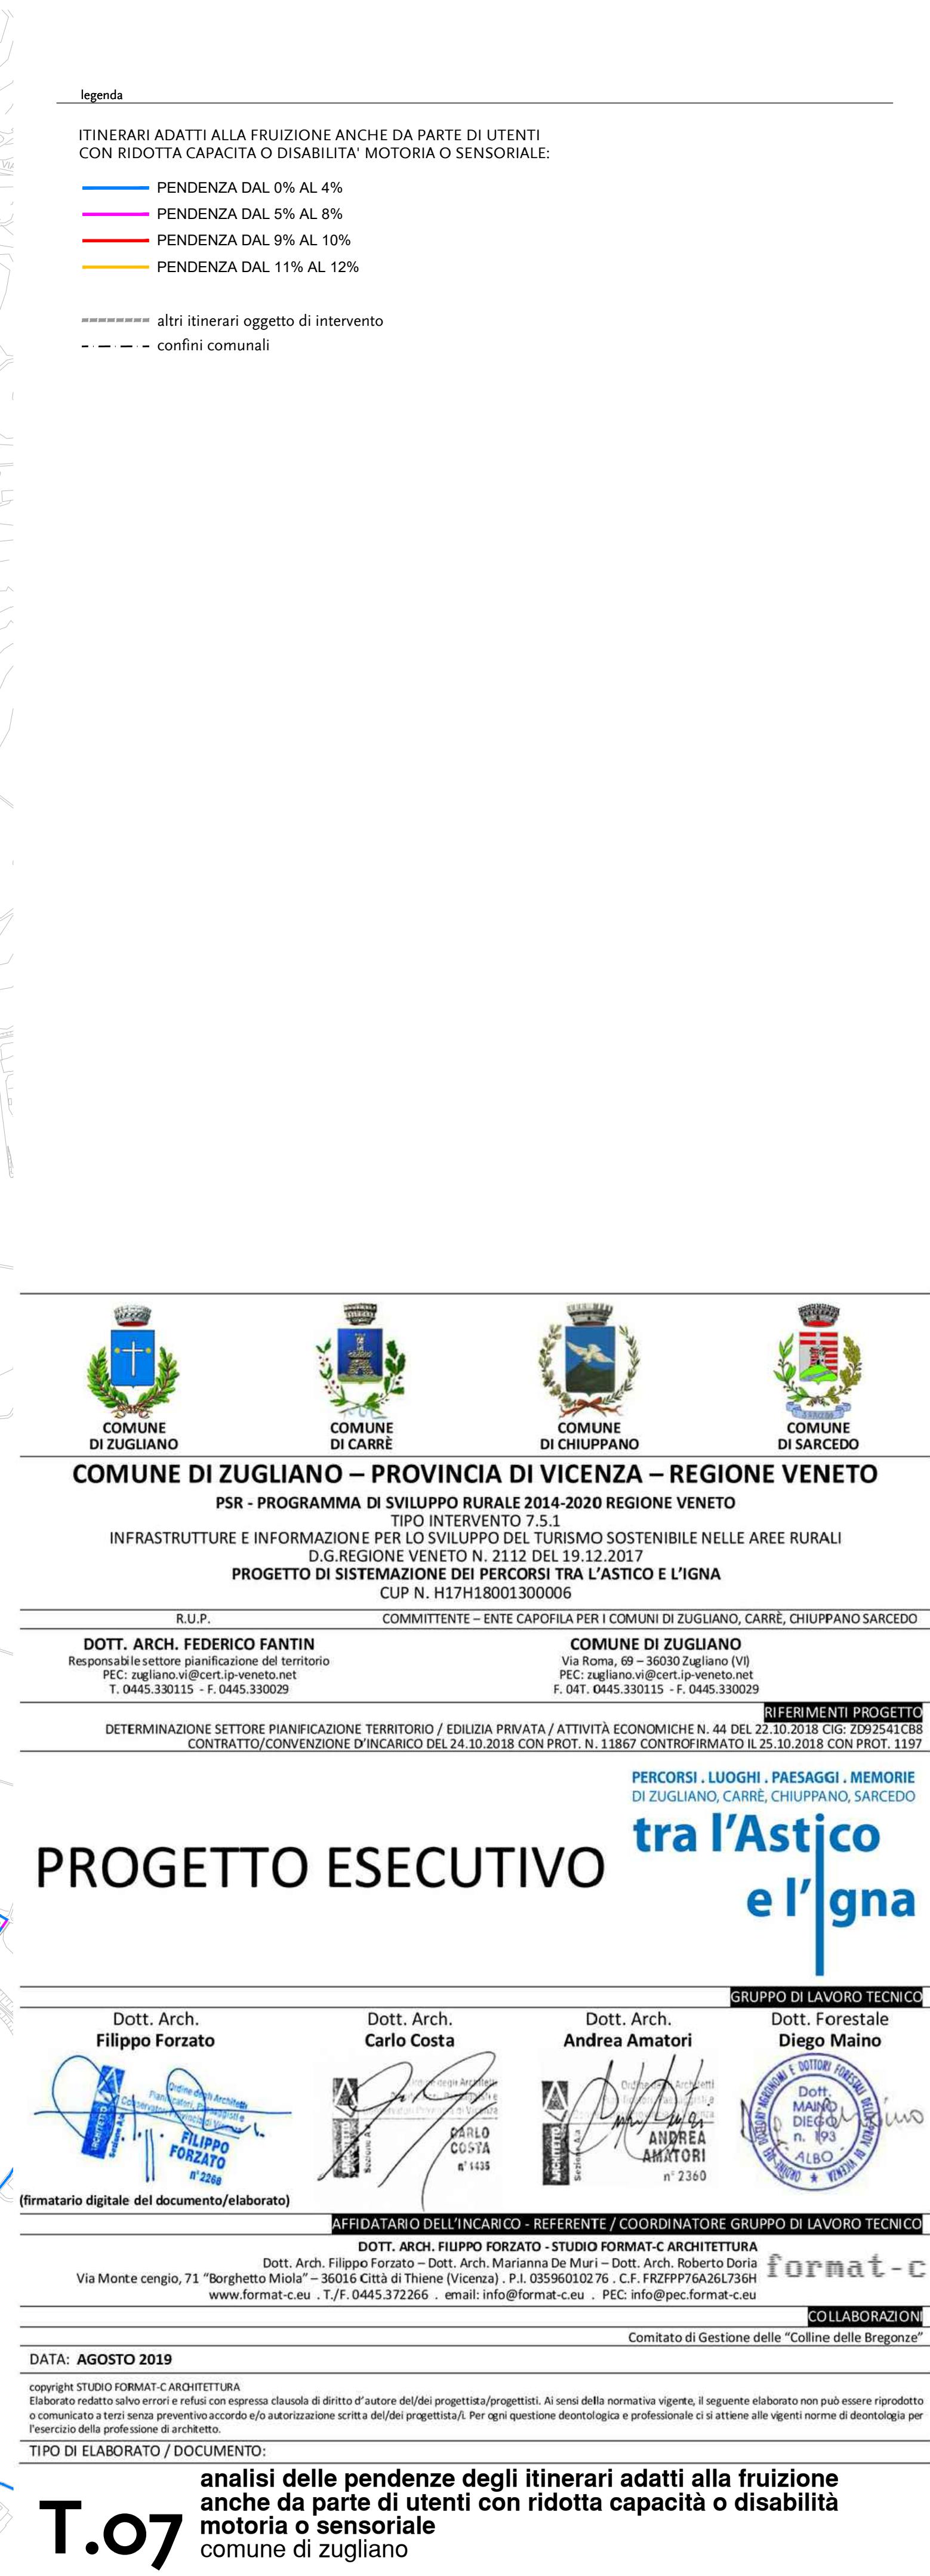 legenda
ITINERARI ADATTI ALLA FRUIZIONE ANCHE DA PARTE DI UTENTI
CON RIDOTTA CAPACITA O DISABILITA' MOTORIA O SENSORIALE:
PENDENZA DAL 0% AL 4%
PENDENZA DAL 5% AL 8%
PENDENZA DAL 9% AL 10%
PENDENZA DAL 11% AL 12%
altri itinerari oggetto di intervento
confini comunali
COMUNE
DI ZUGLIANO
COMUNE
DI CARRÈ
COMUNE
DI CHIUPPANO
COMUNE
DI SARCEDO
COMUNE DI ZUGLIANO – PROVINCIA DI VICENZA – REGIONE VENETO
PSR - PROGRAMMA DI SVILUPPO RURALE 2014-2020 REGIONE VENETO
TIPO INTERVENTO 7.5.1
INFRASTRUTTURE E INFORMAZIONE PER LO SVILUPPO DEL TURISMO SOSTENIBILE NELLE AREE RURALI
D.G.REGIONE VENETO N. 2112 DEL 19.12.2017
PROGETTO DI SISTEMAZIONE DEI PERCORSI TRA L'ASTICO E L'IGNA
CUP N. H17H18001300006
R.U.P.
COMMITTENTE – ENTE CAPOFILA PER I COMUNI DI ZUGLIANO, CARRÈ, CHIUPPANO SARCEDO
DOTT. ARCH. FEDERICO FANTIN
Responsabile settore pianificazione del territorio
PEC: zugliano.vi@cert.ip-veneto.net
T. 0445.330115 - F. 0445.330029
COMUNE DI ZUGLIANO
Via Roma, 69 – 36030 Zugliano (VI)
PEC: zugliano.vi@cert.ip-veneto.net
F. 04T. 0445.330115 - F. 0445.330029
RIFERIMENTI PROGETTO
DETERMINAZIONE SETTORE PIANIFICAZIONE TERRITORIO / EDILIZIA PRIVATA / ATTIVITÀ ECONOMICHE N. 44 DEL 22.10.2018 CIG: ZD92541CB8
CONTRATTO/CONVENZIONE D'INCARICO DEL 24.10.2018 CON PROT. N. 11867 CONTROFIRMATO IL 25.10.2018 CON PROT. 1197
PERCORSI . LUOGHI . PAESAGGI . MEMORIE
DI ZUGLIANO, CARRÈ, CHIUPPANO, SARCEDO
tra l'Astico
e l'Igna
PROGETTO ESECUTIVO
GRUPPO DI LAVORO TECNICO
Dott. Arch.
Filippo Forzato
Dott. Arch.
Carlo Costa
Dott. Arch.
Andrea Amatori
Dott. Forestale
Diego Maino
ARCHITETTO
FILIPPO
FORZATO
n° 2268
ARCHITETTO
Sezione A
CARLO
COSTA
n° 1435
ARCHITETTO
ANDREA
AMATORI
n° 2360
Dott.
MAINO
DIEGO
n. 193
ALBO
(firmatario digitale del documento/elaborato)
AFFIDATARIO DELL'INCARICO - REFERENTE / COORDINATORE GRUPPO DI LAVORO TECNICO
DOTT. ARCH. FILIPPO FORZATO - STUDIO FORMAT-C ARCHITETTURA
Dott. Arch. Filippo Forzato – Dott. Arch. Marianna De Muri – Dott. Arch. Roberto Doria
Via Monte cengio, 71 "Borghetto Miola" – 36016 Città di Thiene (Vicenza) . P.I. 03596010276 . C.F. FRZFPP76A26L736H
www.format-c.eu . T./F. 0445.372266 . email: info@format-c.eu . PEC: info@pec.format-c.eu
format-c
COLLABORAZIONI
Comitato di Gestione delle "Colline delle Bregonze"
DATA: AGOSTO 2019
copyright STUDIO FORMAT-C ARCHITETTURA
Elaborato redatto salvo errori e refusi con espressa clausola di diritto d'autore del/dei progettista/progettisti. Ai sensi della normativa vigente, il seguente elaborato non può essere riprodotto
o comunicato a terzi senza preventivo accordo e/o autorizzazione scritta del/dei progettista/i. Per ogni questione deontologica e professionale ci si attiene alle vigenti norme di deontologia per
l'esercizio della professione di architetto.
TIPO DI ELABORATO / DOCUMENTO:
T.07
analisi delle pendenze degli itinerari adatti alla fruizione
anche da parte di utenti con ridotta capacità o disabilità
motoria o sensoriale
comune di zugliano